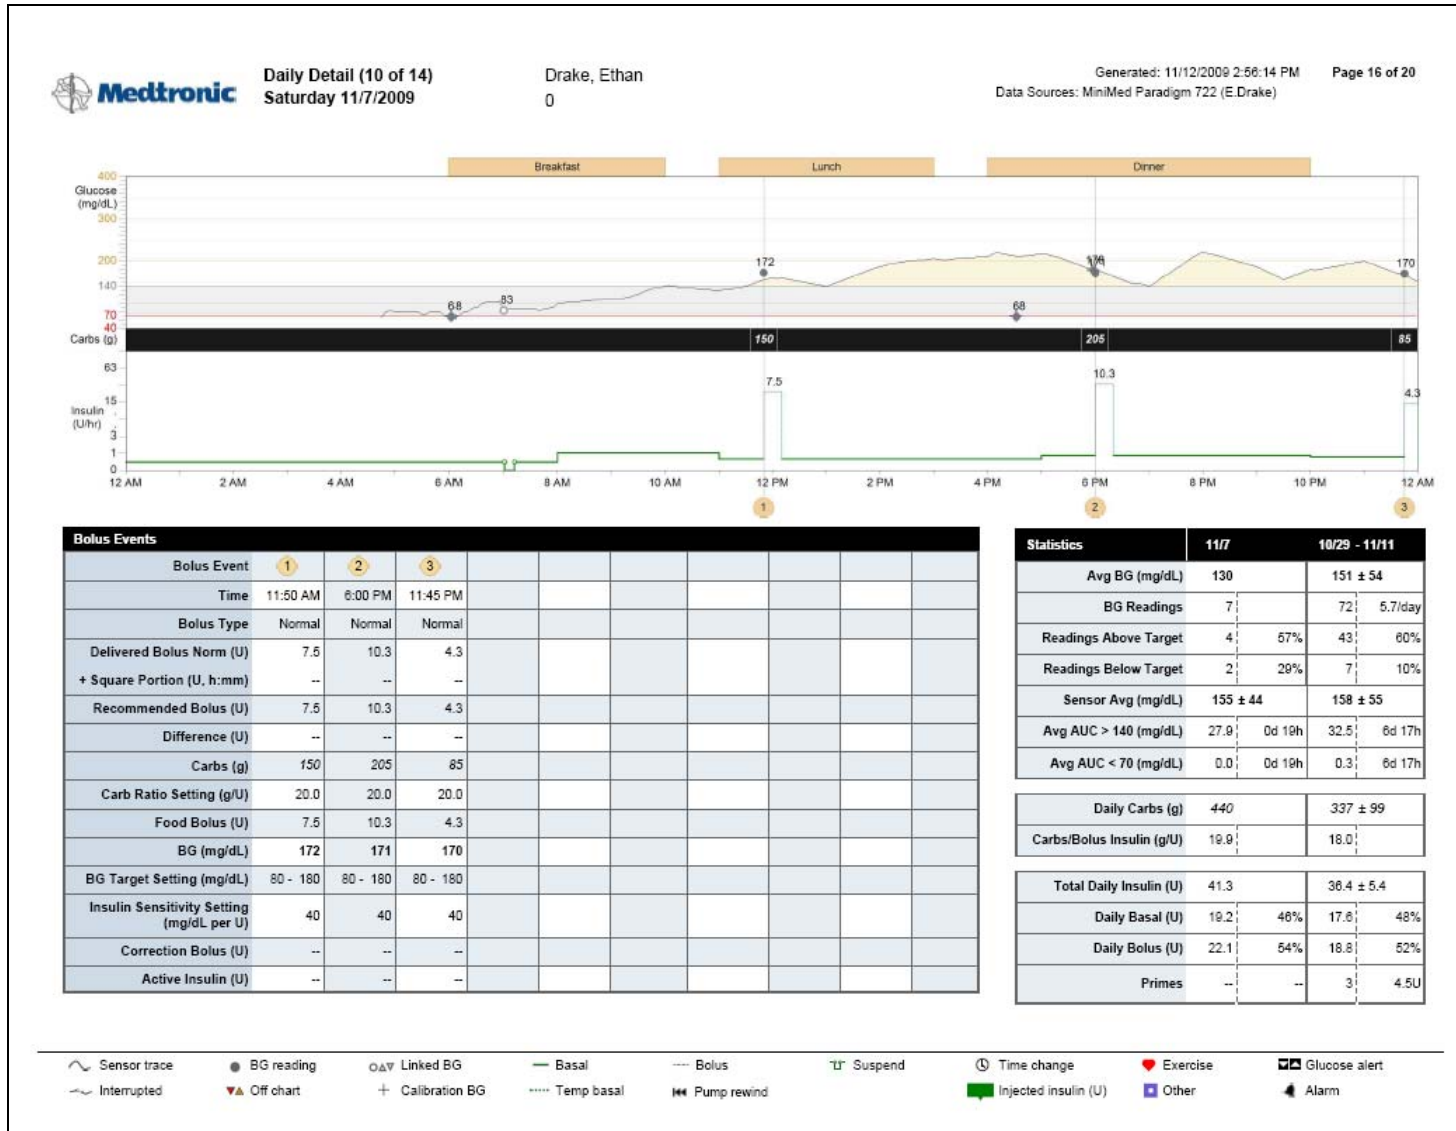 Medtronic
Daily Detail (10 of 14)
Saturday 11/7/2009
Drake, Ethan
0
Generated: 11/12/2009 2:56:14 PM Page 16 of 20
Data Sources: MiniMed Paradigm 722 (E.Drake)
Breakfast Lunch Dinner
400
Glucose
(mg/dL)
300
200
140
70
40
68 83 172 68 171 170
Carbs (g) 150 205 85
63
15
Insulin
(U/hr)
3
1
0
7.5 10.3 4.3
12 AM 2 AM 4 AM 6 AM 8 AM 10 AM 12 PM 2 PM 4 PM 6 PM 8 PM 10 PM 12 AM
1 2 3
Bolus Events
Bolus Event 1 2 3
Time 11:50 AM 6:00 PM 11:45 PM
Bolus Type Normal Normal Normal
Delivered Bolus Norm (U) 7.5 10.3 4.3
+ Square Portion (U, h:mm) -- -- --
Recommended Bolus (U) 7.5 10.3 4.3
Difference (U) -- -- --
Carbs (g) 150 205 85
Carb Ratio Setting (g/U) 20.0 20.0 20.0
Food Bolus (U) 7.5 10.3 4.3
BG (mg/dL) 172 171 170
BG Target Setting (mg/dL) 80 - 180 80 - 180 80 - 180
Insulin Sensitivity Setting
(mg/dL per U) 40 40 40
Correction Bolus (U) -- -- --
Active Insulin (U) -- -- --
Statistics 11/7 10/29 - 11/11
Avg BG (mg/dL) 130 151 ± 54
BG Readings 7 72 5.7/day
Readings Above Target 4 57% 43 60%
Readings Below Target 2 29% 7 10%
Sensor Avg (mg/dL) 155 ± 44 158 ± 55
Avg AUC > 140 (mg/dL) 27.9 0d 19h 32.5 6d 17h
Avg AUC < 70 (mg/dL) 0.0 0d 19h 0.3 6d 17h
Daily Carbs (g) 440 337 ± 99
Carbs/Bolus Insulin (g/U) 19.9 18.0
Total Daily Insulin (U) 41.3 36.4 ± 5.4
Daily Basal (U) 19.2 46% 17.6 48%
Daily Bolus (U) 22.1 54% 18.8 52%
Primes -- -- 3 4.5U
Sensor trace BG reading Linked BG Basal Bolus Suspend Time change Exercise Glucose alert
Interrupted Off chart Calibration BG Temp basal Pump rewind Injected insulin (U) Other Alarm